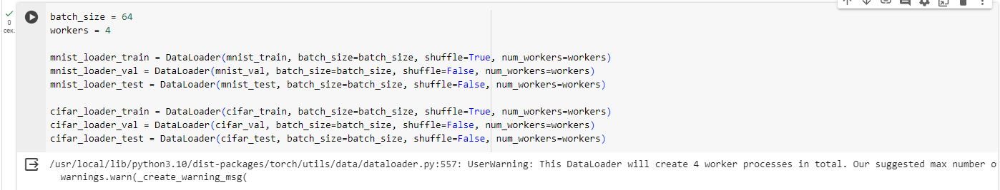 0
сек.
batch_size = 64
workers = 4
mnist_loader_train = DataLoader(mnist_train, batch_size=batch_size, shuffle=True, num_workers=workers)
mnist_loader_val = DataLoader(mnist_val, batch_size=batch_size, shuffle=False, num_workers=workers)
mnist_loader_test = DataLoader(mnist_test, batch_size=batch_size, shuffle=False, num_workers=workers)
cifar_loader_train = DataLoader(cifar_train, batch_size=batch_size, shuffle=True, num_workers=workers)
cifar_loader_val = DataLoader(cifar_val, batch_size=batch_size, shuffle=False, num_workers=workers)
cifar_loader_test = DataLoader(cifar_test, batch_size=batch_size, shuffle=False, num_workers=workers)
/usr/local/lib/python3.10/dist-packages/torch/utils/data/dataloader.py:557: UserWarning: This DataLoader will create 4 worker processes in total. Our suggested max number
warnings.warn(_create_warning_msg(